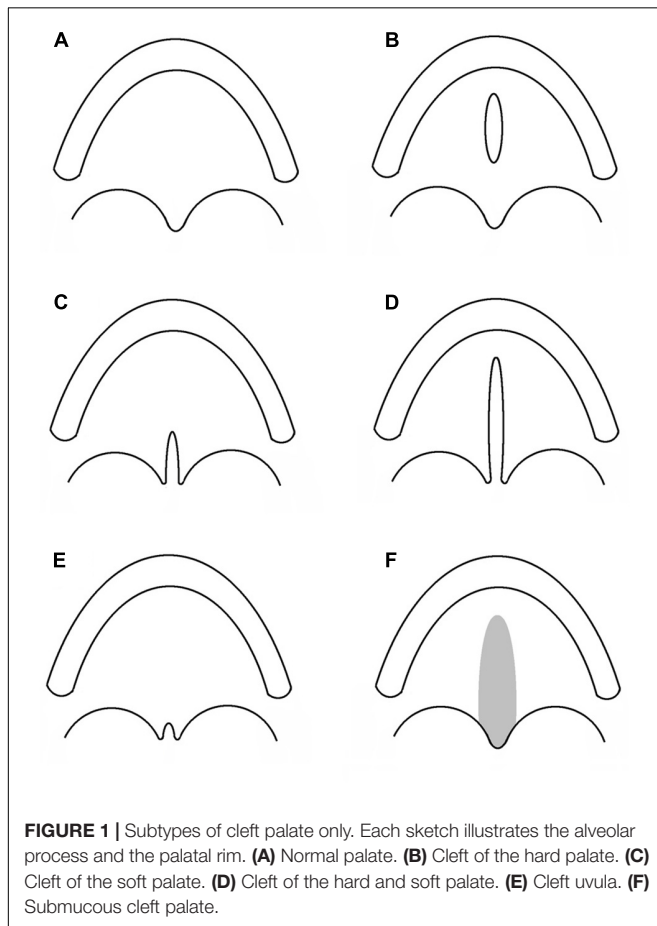 A
B
C
D
E
F
FIGURE 1 | Subtypes of cleft palate only. Each sketch illustrates the alveolar
process and the palatal rim. (A) Normal palate. (B) Cleft of the hard palate. (C)
Cleft of the soft palate. (D) Cleft of the hard and soft palate. (E) Cleft uvula. (F)
Submucous cleft palate.